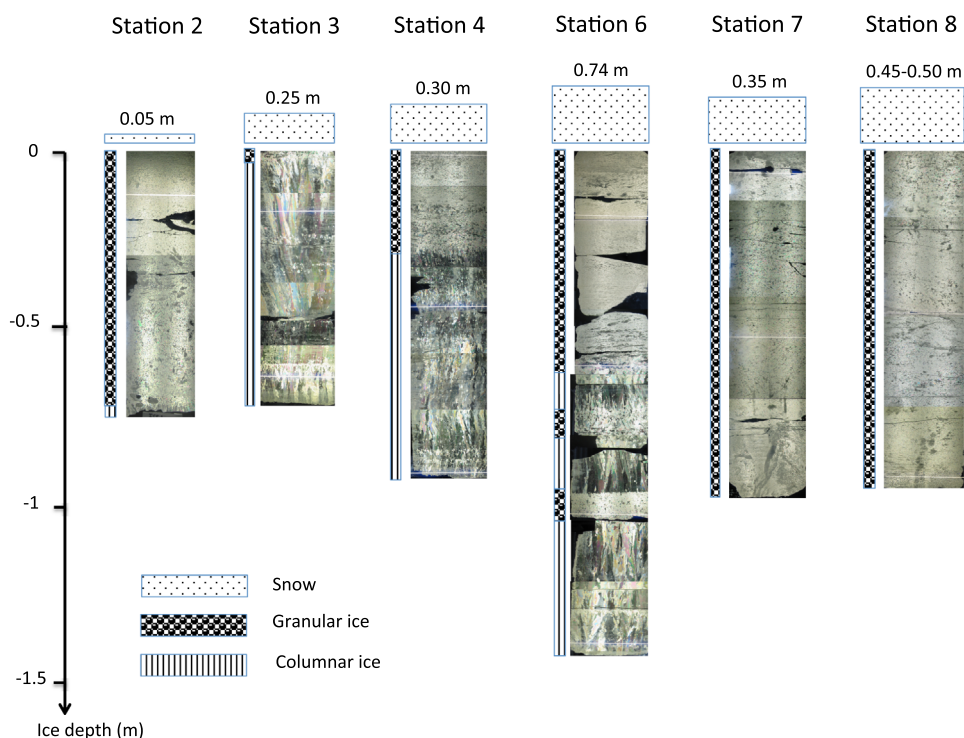 Station 2
Station 3
Station 4
Station 6
Station 7
Station 8
0.05 m
0.25 m
0.30 m
0.74 m
0.35 m
0.45-0.50 m
0
-0.5
-1
-1.5
Snow
Granular ice
Columnar ice
Ice depth (m)